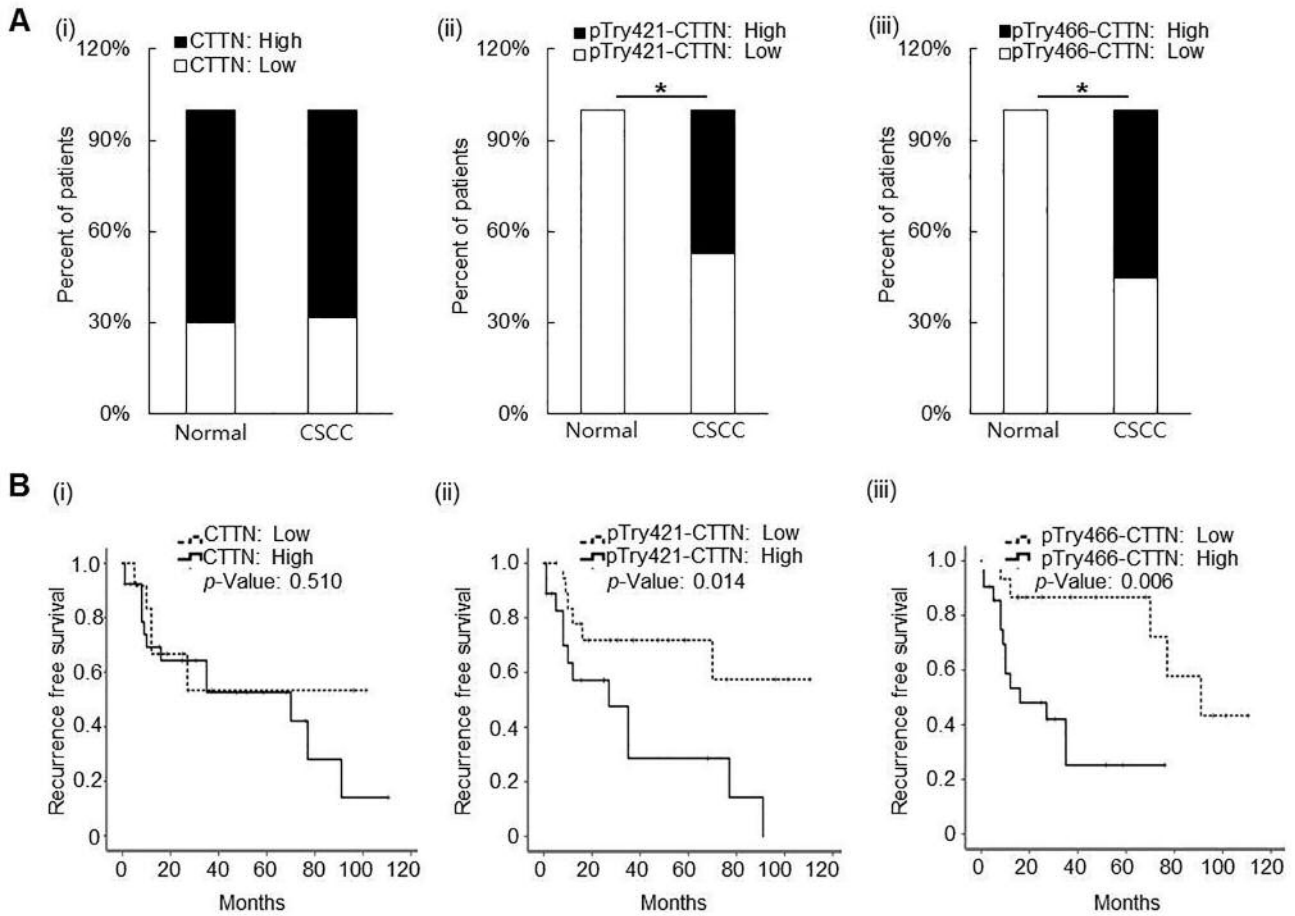 A
(i)
CTTN: High
CTTN: Low
120%
90%
60%
30%
0%
Percent of patients
Normal
CSCC
(ii)
pTry421-CTTN: High
pTry421-CTTN: Low
*
120%
90%
60%
30%
0%
Percent of patients
Normal
CSCC
(iii)
pTry466-CTTN: High
pTry466-CTTN: Low
*
120%
90%
60%
30%
0%
Percent of patients
Normal
CSCC
B
(i)
CTTN: Low
CTTN: High
p-Value: 0.510
1.0
0.8
0.6
0.4
0.2
0
Recurrence free survival
0 20 40 60 80 100 120
Months
(ii)
pTry421-CTTN: Low
pTry421-CTTN: High
p-Value: 0.014
1.0
0.8
0.6
0.4
0.2
0
Recurrence free survival
0 20 40 60 80 100 120
Months
(iii)
pTry466-CTTN: Low
pTry466-CTTN: High
p-Value: 0.006
1.0
0.8
0.6
0.4
0.2
0
Recurrence free survival
0 20 40 60 80 100 120
Months